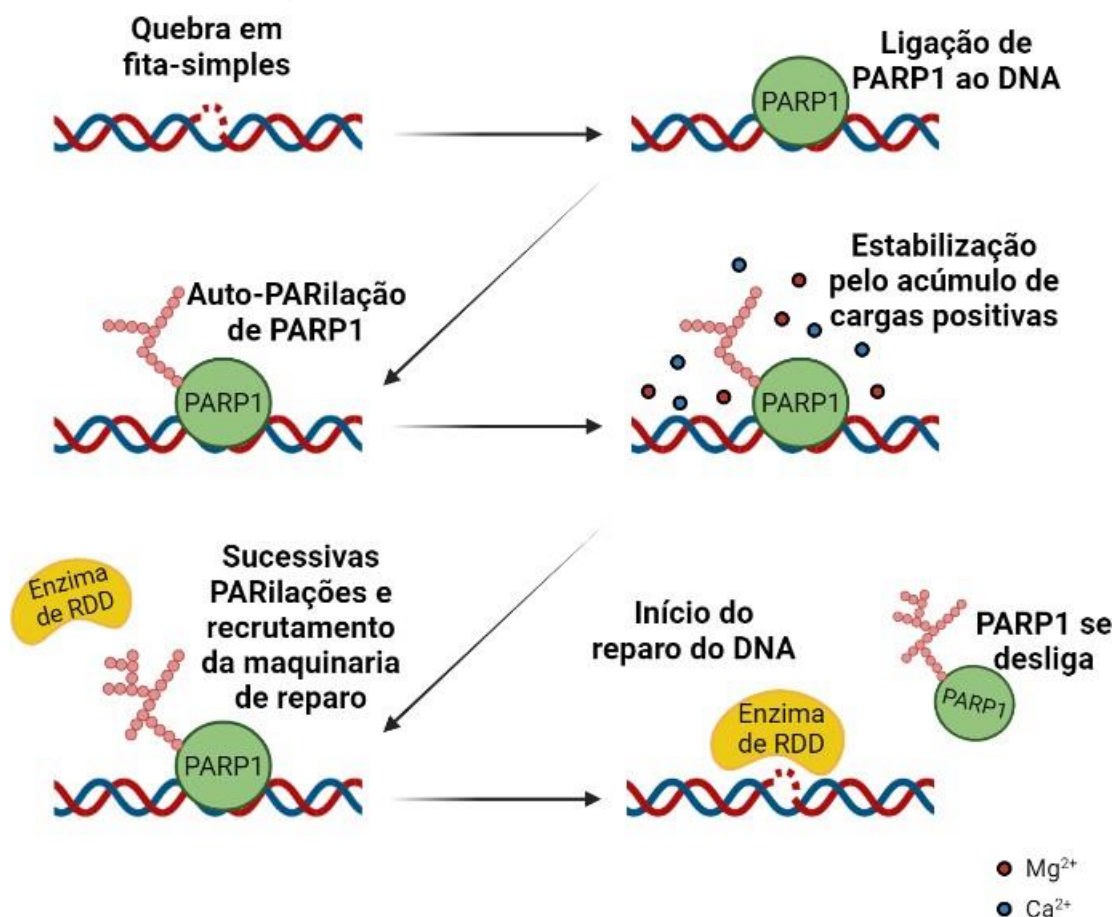 Quebra em
fita-simples
Ligação de
PARP1 ao DNA
PARP1
Auto-PARilação
de PARP1
PARP1
Estabilização
pelo acúmulo de
cargas positivas
PARP1
Enzima
de RDD
Sucessivas
PARilações e
recrutamento
da maquinaria
de reparo
PARP1
Início do
reparo do DNA
Enzima
de RDD
PARP1 se
desliga
PARP1
Mg²⁺
Ca²⁺